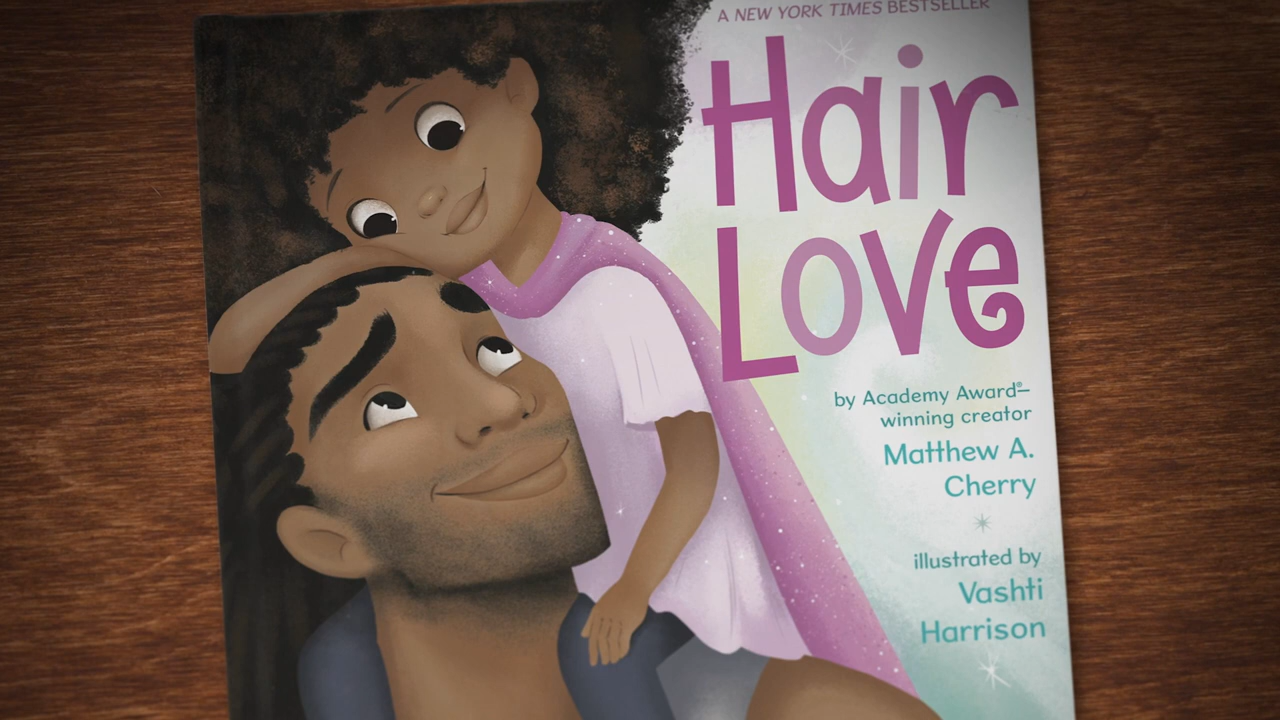 A NEW YORK TIMES BESTSELLER
Hair
Love
by Academy Award®–
winning creator
Matthew A.
Cherry
illustrated by
Vashti
Harrison